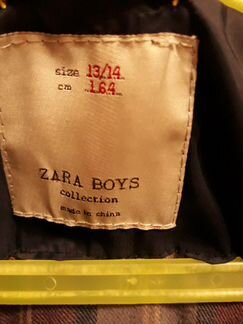 size 13/14
cm 164
ZARA BOYS
collection
made in china